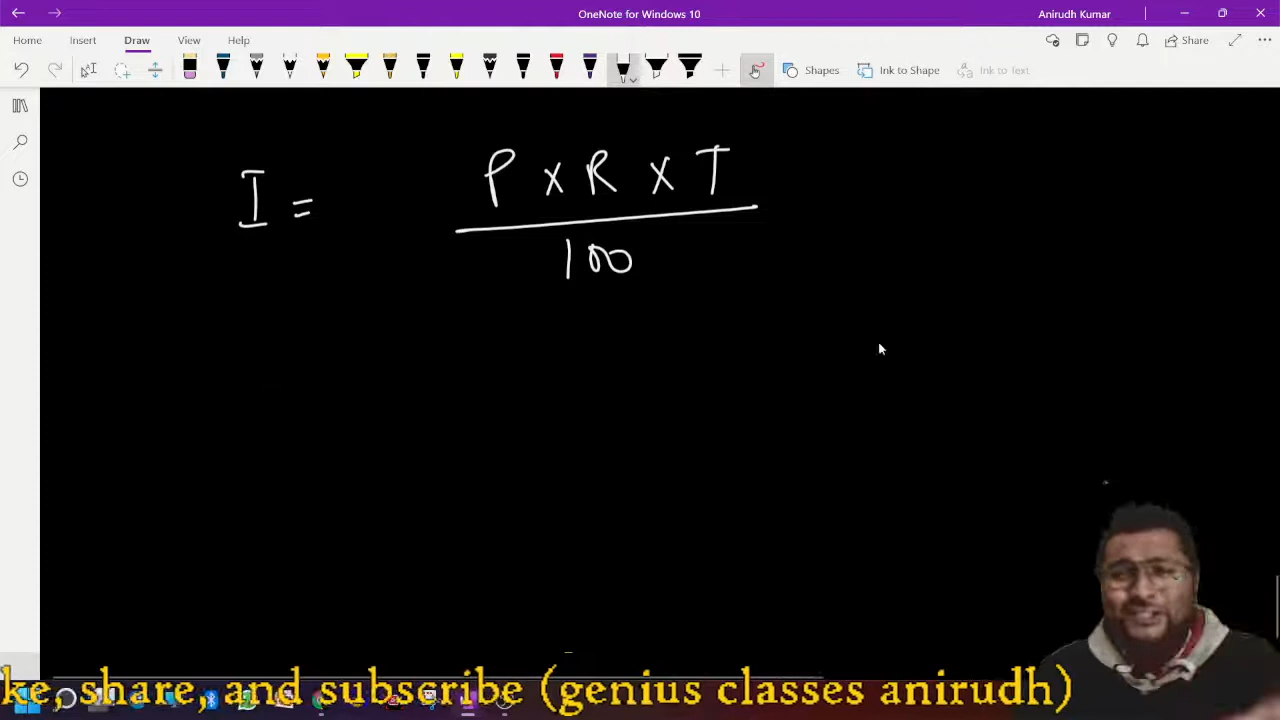 OneNote for Windows 10
Anirudh Kumar
Home Insert Draw View Help
Share
Shapes Ink to Shape Ink to Text
I = P x R x T
100
ke, share, and subscribe (genius classes anirudh)